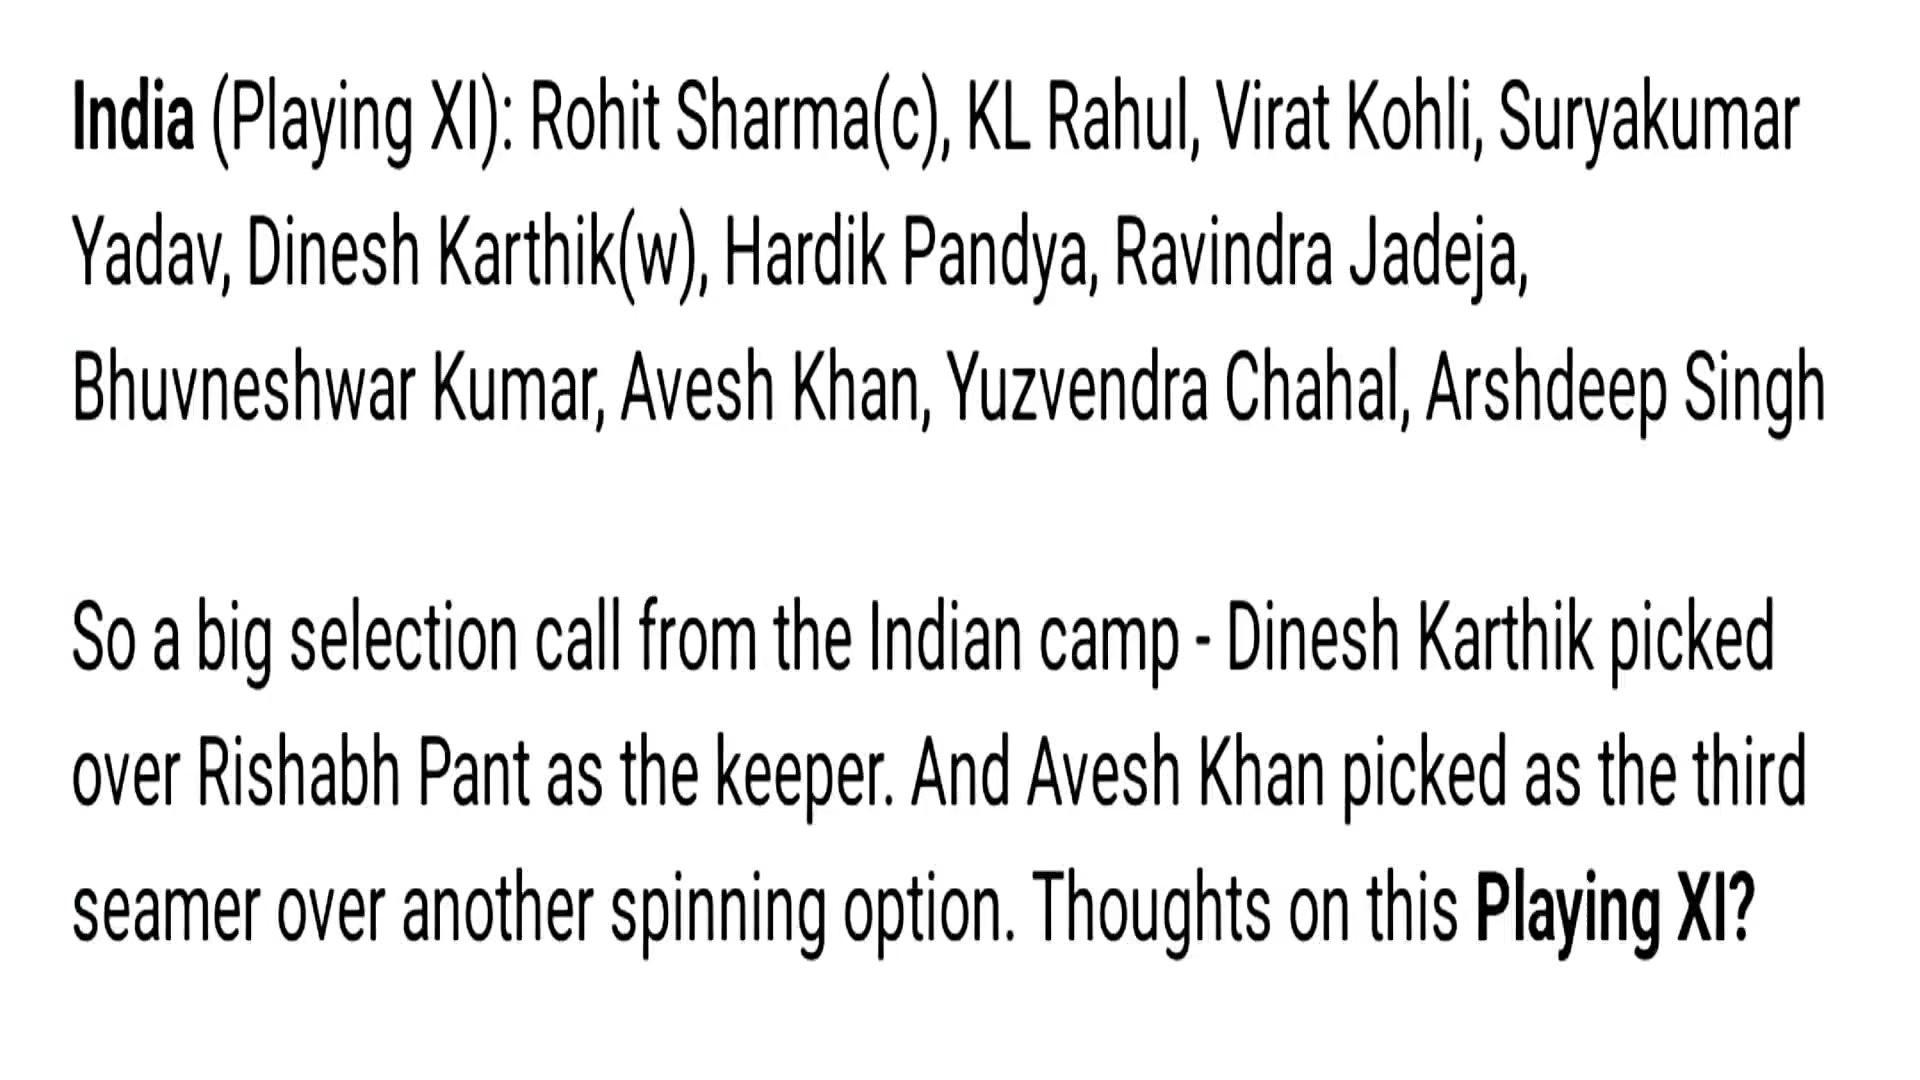 India (Playing XI): Rohit Sharma(c), KL Rahul, Virat Kohli, Suryakumar
Yadav, Dinesh Karthik(w), Hardik Pandya, Ravindra Jadeja,
Bhuvneshwar Kumar, Avesh Khan, Yuzvendra Chahal, Arshdeep Singh
So a big selection call from the Indian camp - Dinesh Karthik picked
over Rishabh Pant as the keeper. And Avesh Khan picked as the third
seamer over another spinning option. Thoughts on this Playing XI?